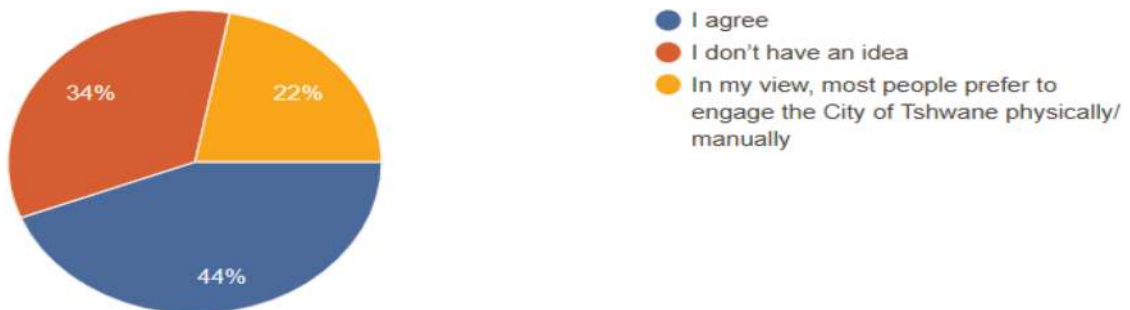 34%
22%
44%
I agree
I don't have an idea
In my view, most people prefer to
engage the City of Tshwane physically/
manually